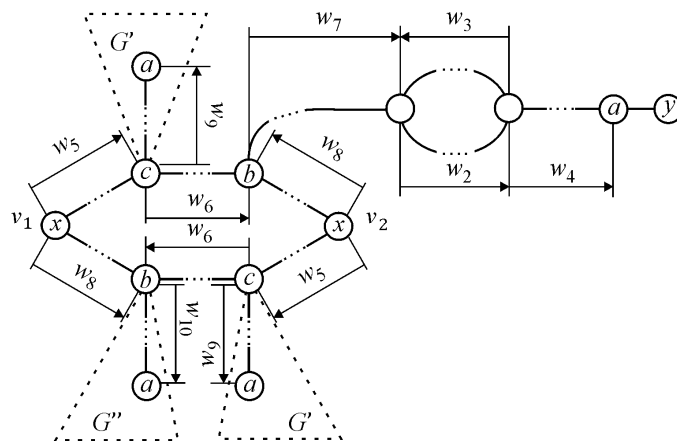 w₇ w₃
G'
a
w₉
a y
w₅
w₈
w₂ w₄
c b
w₆
v₁ x x v₂
w₆
w₈ w₅
b c
w₁₀ w₉
a a
G'' G'